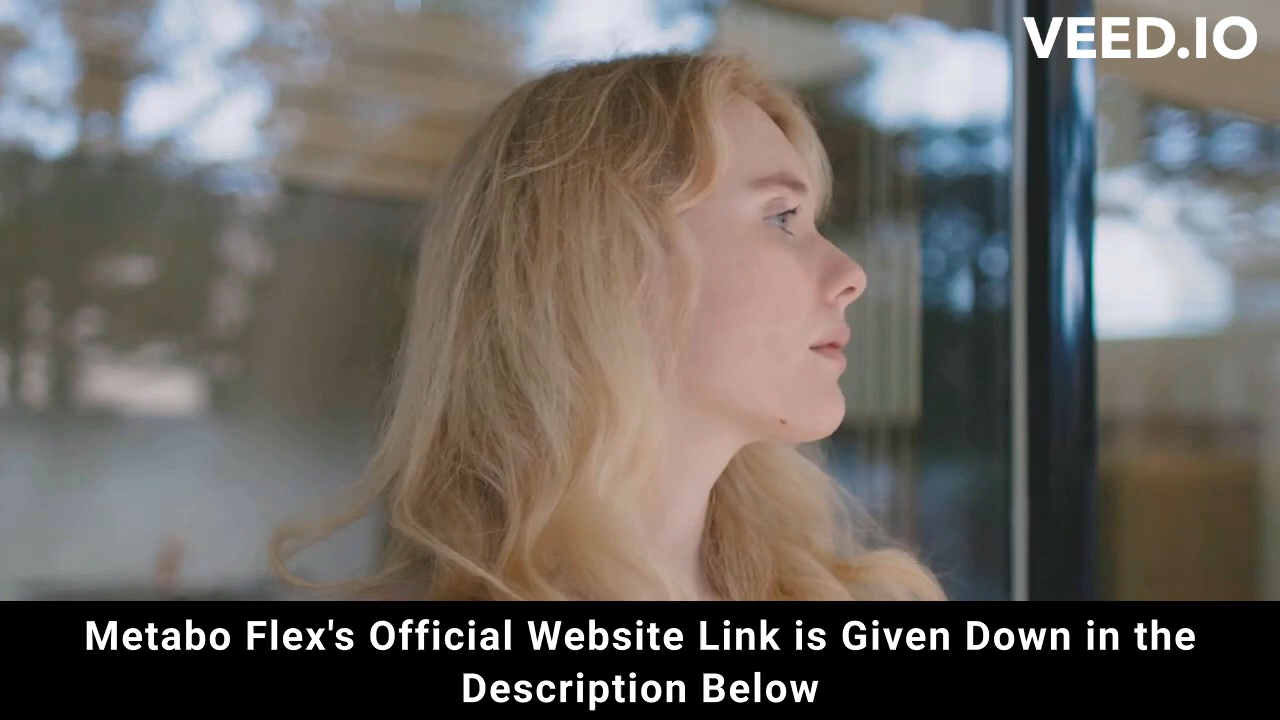 VEED.IO
Metabo Flex's Official Website Link is Given Down in the
Description Below